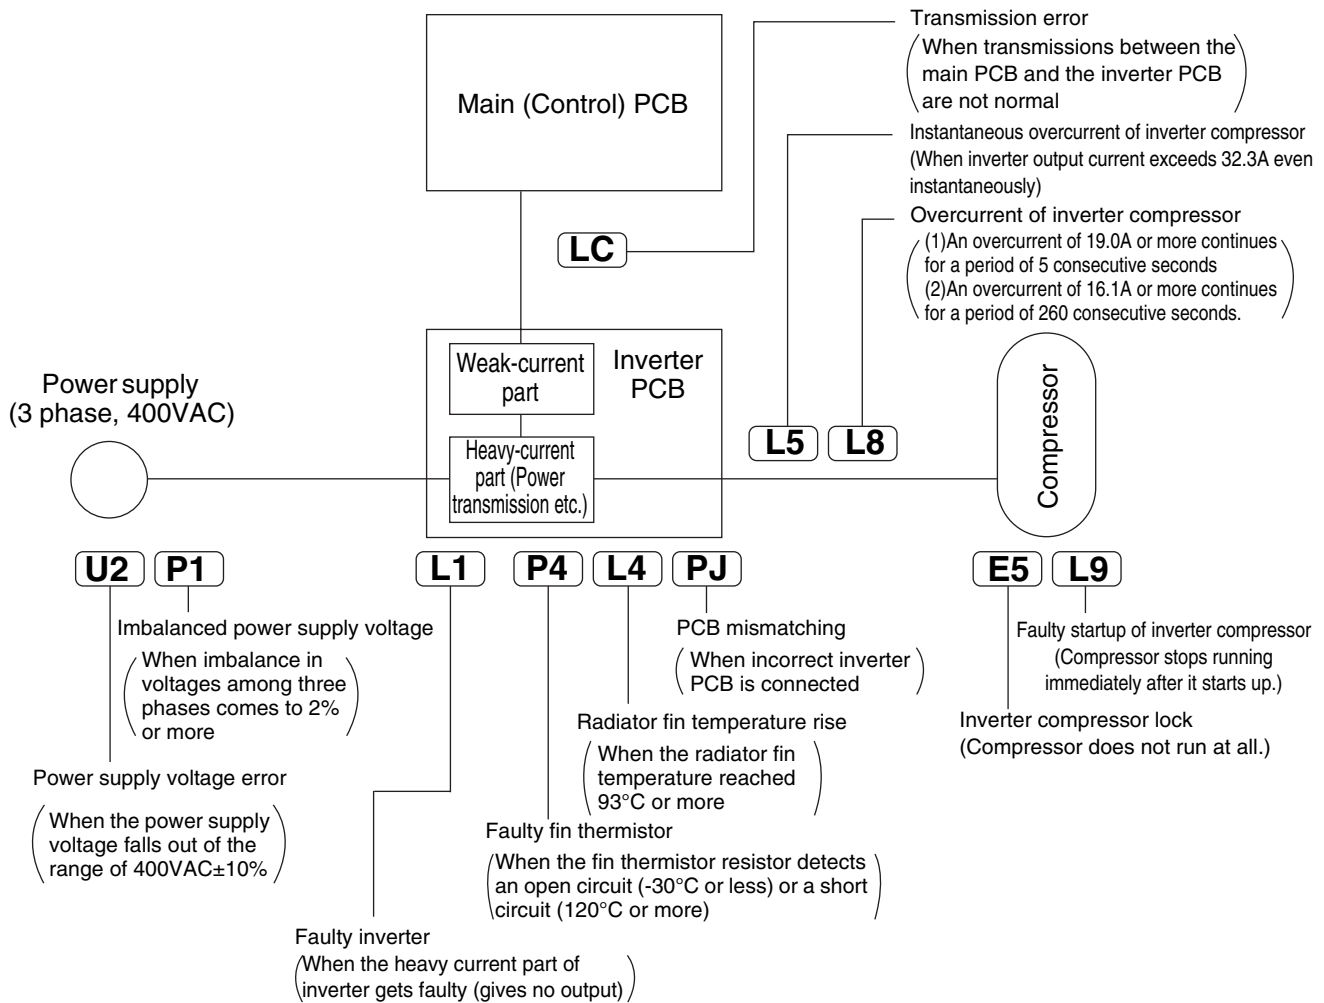 Main (Control) PCB
Transmission error
When transmissions between the
main PCB and the inverter PCB
are not normal
Instantaneous overcurrent of inverter compressor
(When inverter output current exceeds 32.3A even
instantaneously)
LC
Overcurrent of inverter compressor
(1)An overcurrent of 19.0A or more continues
for a period of 5 consecutive seconds
(2)An overcurrent of 16.1A or more continues
for a period of 260 consecutive seconds.
Power supply
(3 phase, 400VAC)
Weak-current
part
Inverter
PCB
Heavy-current
part (Power
transmission etc.)
L5
L8
Compressor
U2
P1
L1
P4
L4
PJ
E5
L9
Imbalanced power supply voltage
(When imbalance in
voltages among three
phases comes to 2%
or more)
Power supply voltage error
(When the power supply
voltage falls out of the
range of 400VAC±10%)
PCB mismatching
(When incorrect inverter
PCB is connected)
Radiator fin temperature rise
(When the radiator fin
temperature reached
93°C or more)
Faulty fin thermistor
(When the fin thermistor resistor detects
an open circuit (-30°C or less) or a short
circuit (120°C or more))
Faulty inverter
(When the heavy current part of
inverter gets faulty (gives no output))
Faulty startup of inverter compressor
(Compressor stops running
immediately after it starts up.)
Inverter compressor lock
(Compressor does not run at all.)